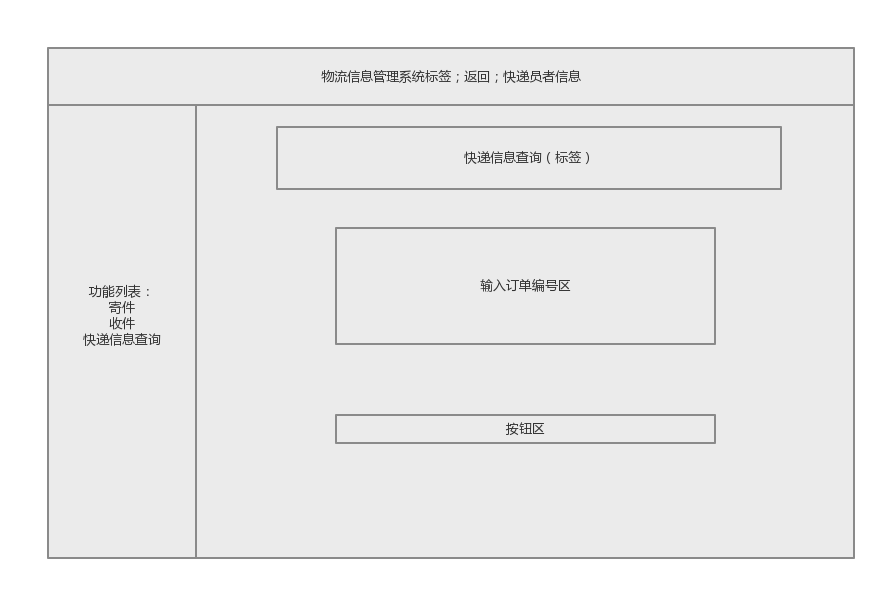 物流信息管理系统标签；返回；快递员者信息
快递信息查询（标签）
输入订单编号区
功能列表：
寄件
收件
快递信息查询
按钮区